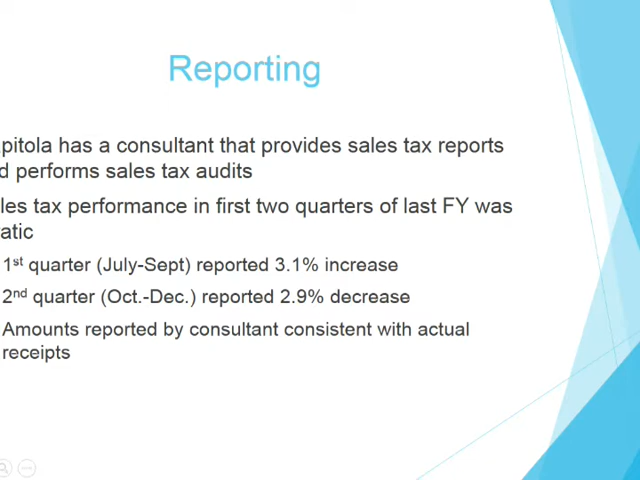 Reporting
pitola has a consultant that provides sales tax reports
d performs sales tax audits
les tax performance in first two quarters of last FY was
atic
1st quarter (July-Sept) reported 3.1% increase
2nd quarter (Oct.-Dec.) reported 2.9% decrease
Amounts reported by consultant consistent with actual
receipts